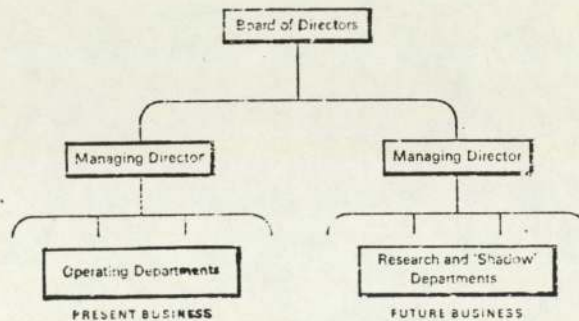 Board of Directors
Managing Director
Managing Director
Operating Departments
Research and 'Shadow'
Departments
PRESENT BUSINESS
FUTURE BUSINESS